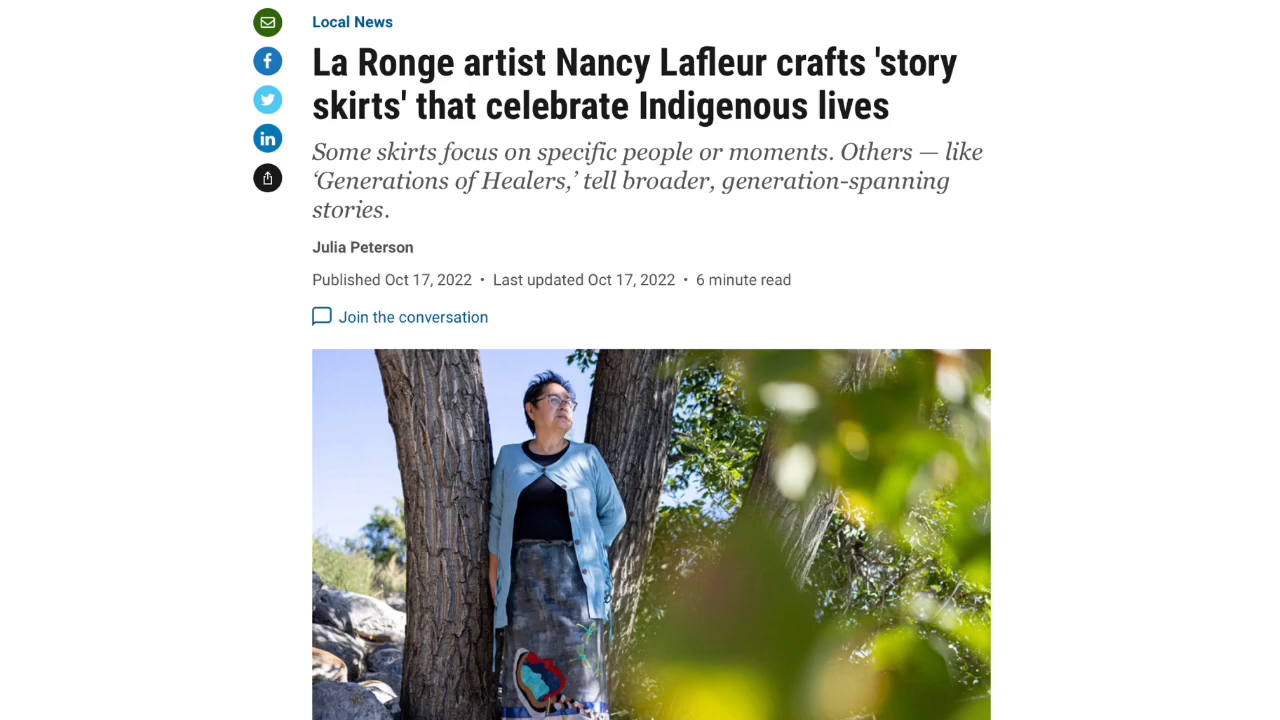 Local News
La Ronge artist Nancy Lafleur crafts 'story
skirts' that celebrate Indigenous lives
Some skirts focus on specific people or moments. Others — like
‘Generations of Healers,’ tell broader, generation-spanning
stories.
Julia Peterson
Published Oct 17, 2022 • Last updated Oct 17, 2022 • 6 minute read
Join the conversation